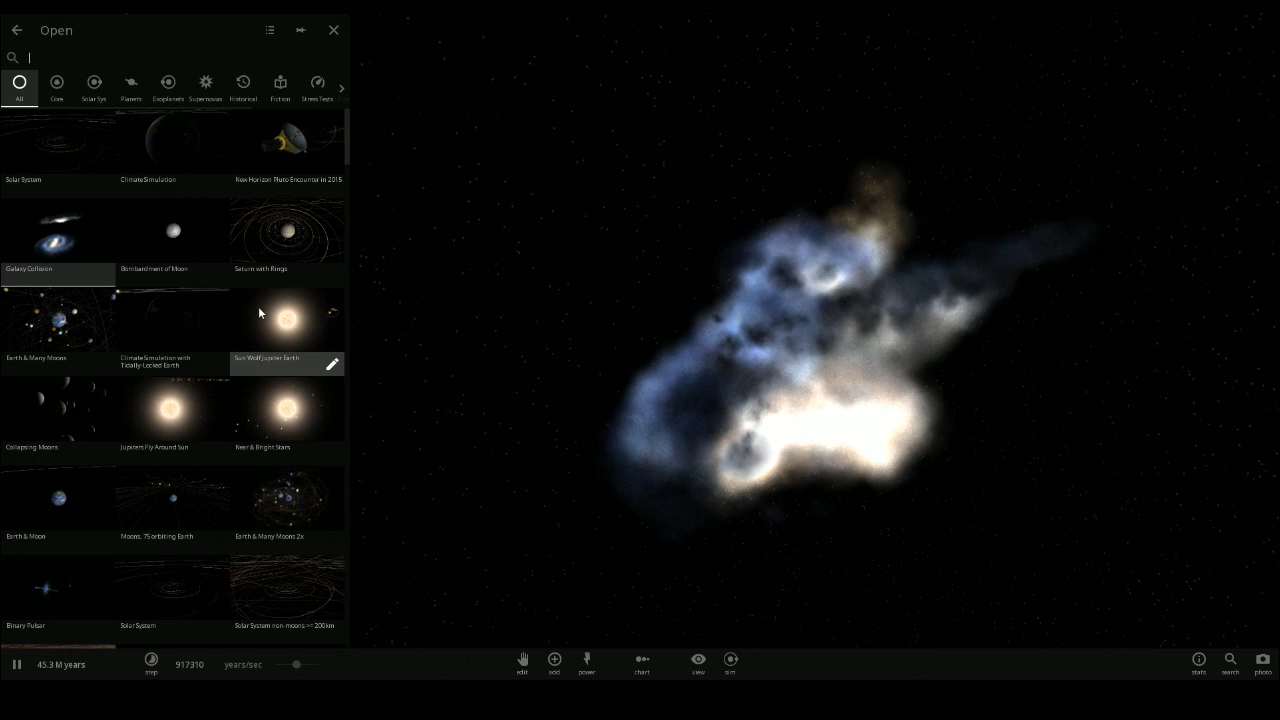 Open
All
Core
Solar Sys
Planets
Exoplanets
Supernovas
Historical
Fiction
Stress Tests
Solar System
Climate Simulation
New Horizon Pluto Encounter in 2015
Galaxy Collision
Bombardment of Moon
Saturn with Rings
Earth & Many Moons
Climate Simulation with
Tidally-Locked Earth
Sun Wolf Jupiter Earth
Collapsing Moons
Jupiters Fly Around Sun
Near & Bright Stars
Earth & Moon
Moons, 75 orbiting Earth
Earth & Many Moons 2x
Binary Pulsar
Solar System
Solar System non-moons >= 200km
45.3 M years
step
917310
years/sec
edit
add
power
chart
view
sim
stats
search
photo